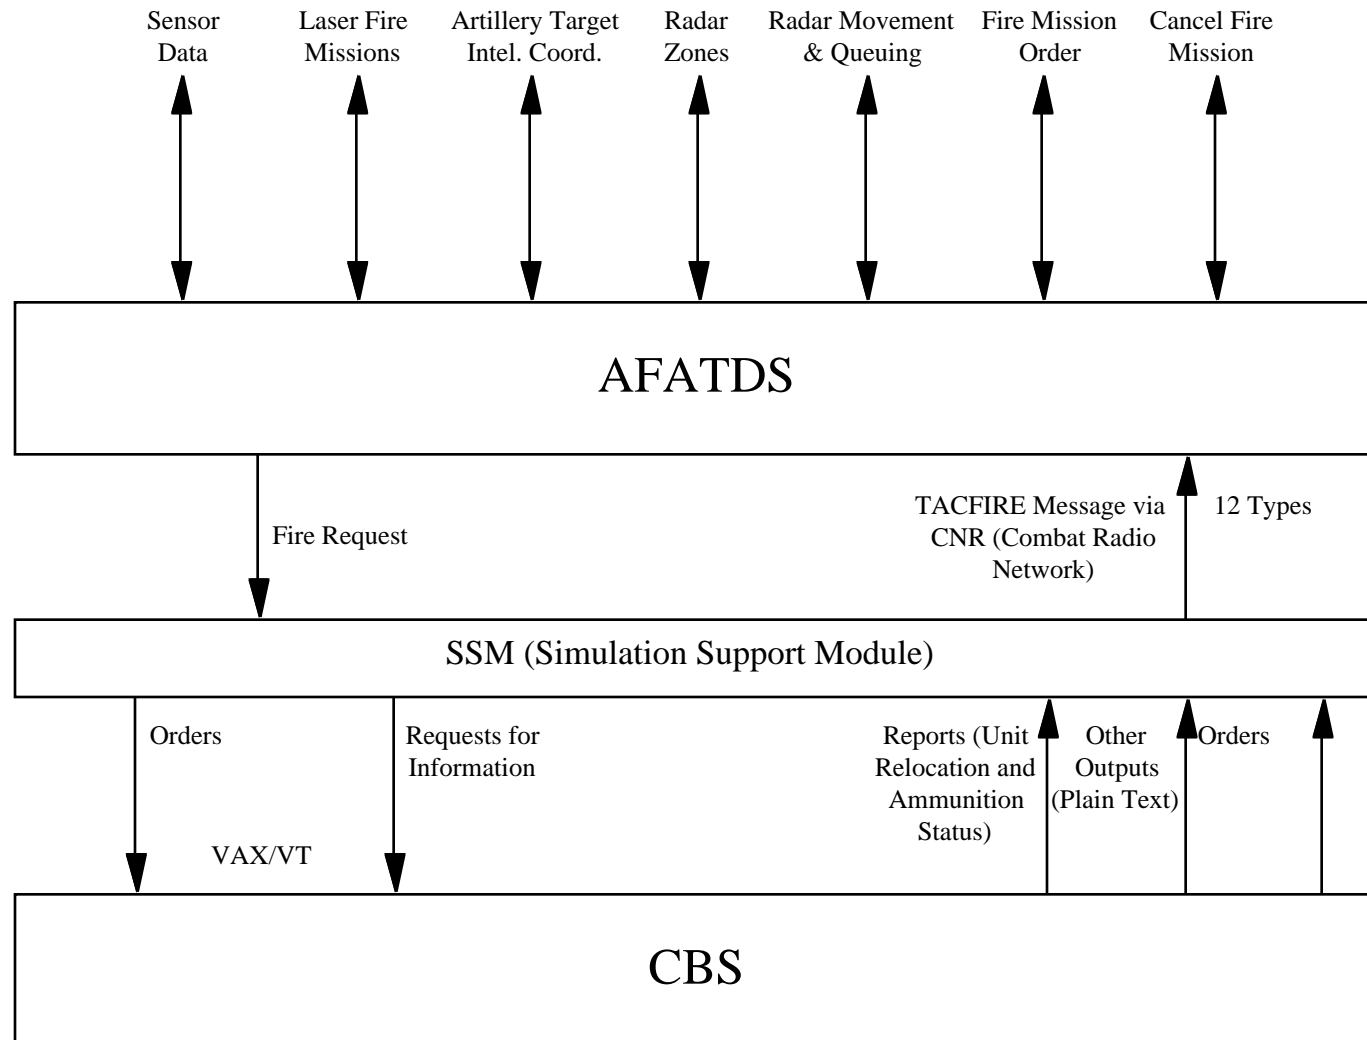 Sensor
Data
Laser Fire
Missions
Artillery Target
Intel. Coord.
Radar
Zones
Radar Movement
& Queuing
Fire Mission
Order
Cancel Fire
Mission
AFATDS
Fire Request
TACFIRE Message via
CNR (Combat Radio
Network)
12 Types
SSM (Simulation Support Module)
Orders
Requests for
Information
VAX/VT
Reports (Unit
Relocation and
Ammunition
Status)
Other
Outputs
(Plain Text)
Orders
CBS